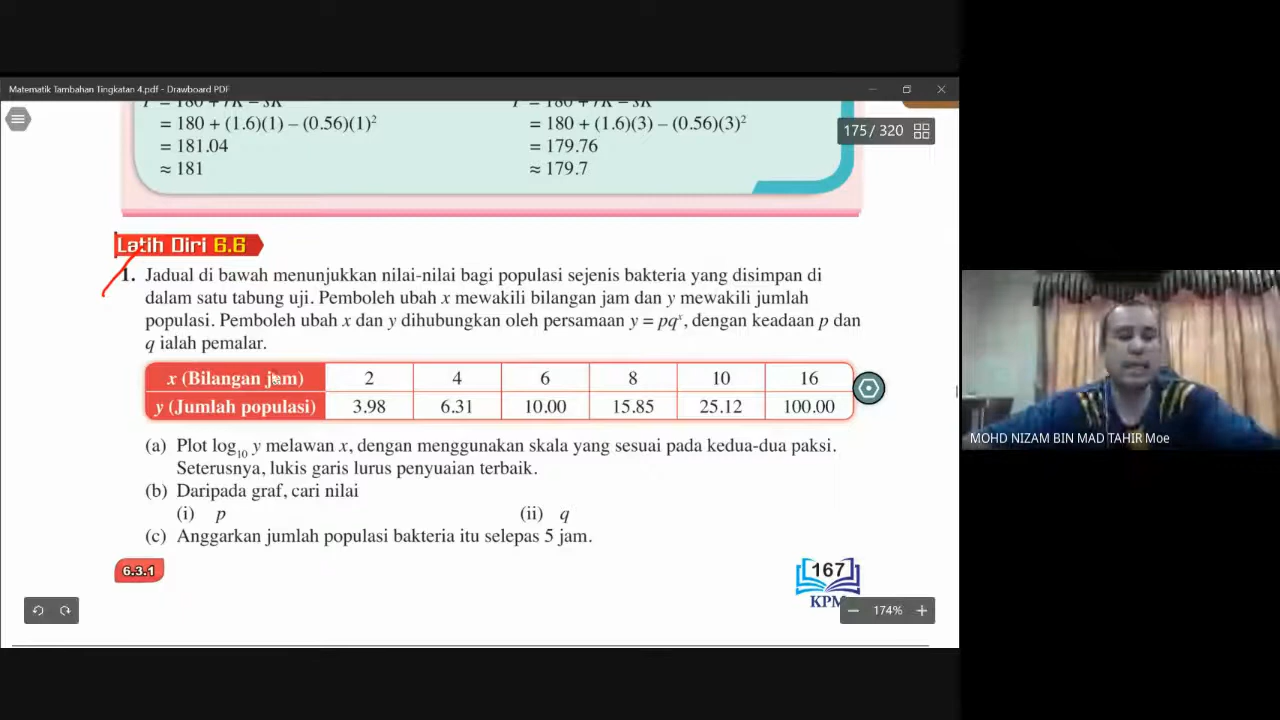 Matematik Tambahan Tingkatan 4.pdf - Drawboard PDF
= 180 + (1.6)(1) – (0.56)(1)²
= 180 + (1.6)(3) – (0.56)(3)²
175 / 320
= 181.04
= 179.76
≈ 181
≈ 179.7
Latih Diri 6.6
1. Jadual di bawah menunjukkan nilai-nilai bagi populasi sejenis bakteria yang disimpan di
dalam satu tabung uji. Pemboleh ubah x mewakili bilangan jam dan y mewakili jumlah
populasi. Pemboleh ubah x dan y dihubungkan oleh persamaan y = pqˣ, dengan keadaan p dan
q ialah pemalar.
x (Bilangan jam) 2 4 6 8 10 16
y (Jumlah populasi) 3.98 6.31 10.00 15.85 25.12 100.00
(a) Plot log₁₀ y melawan x, dengan menggunakan skala yang sesuai pada kedua-dua paksi.
Seterusnya, lukis garis lurus penyuaian terbaik.
(b) Daripada graf, cari nilai
(i) p (ii) q
(c) Anggarkan jumlah populasi bakteria itu selepas 5 jam.
6.3.1
167
KPM
174%
MOHD NIZAM BIN MAD TAHIR Moe